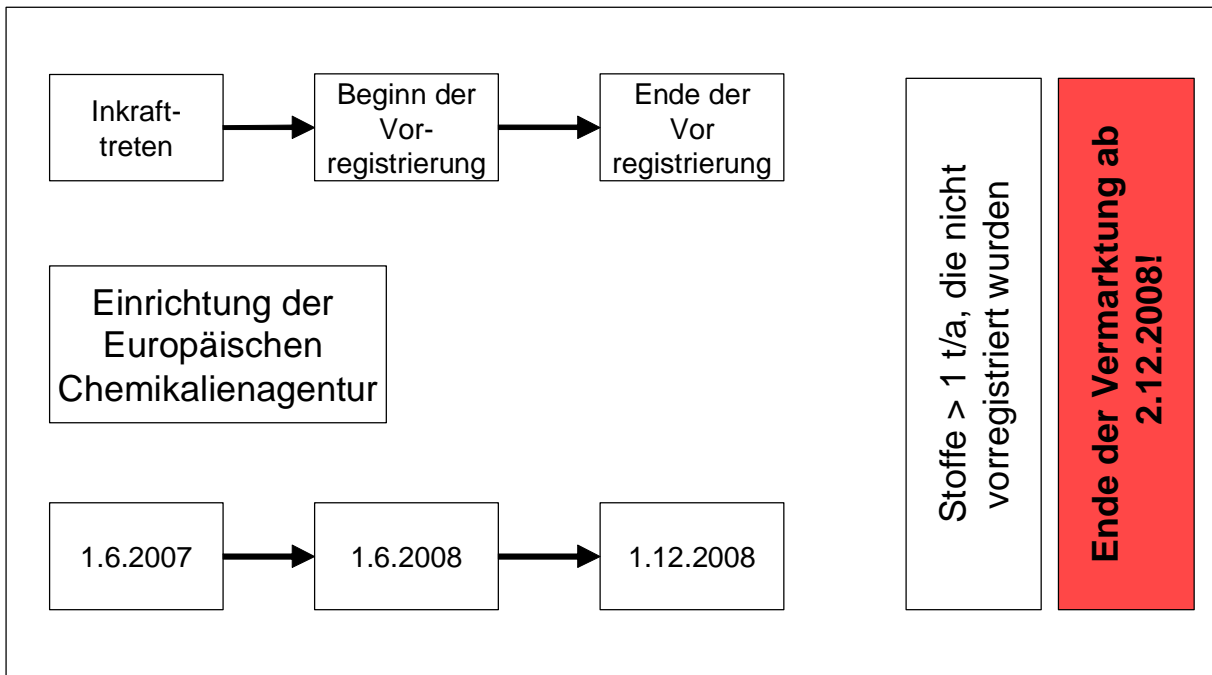 Inkraft-
treten
Beginn der
Vor-
registrierung
Ende der
Vor
registrierung
Einrichtung der
Europäischen
Chemikalienagentur
1.6.2007
1.6.2008
1.12.2008
Stoffe > 1 t/a, die nicht
vorregistriert wurden
Ende der Vermarktung ab
2.12.2008!